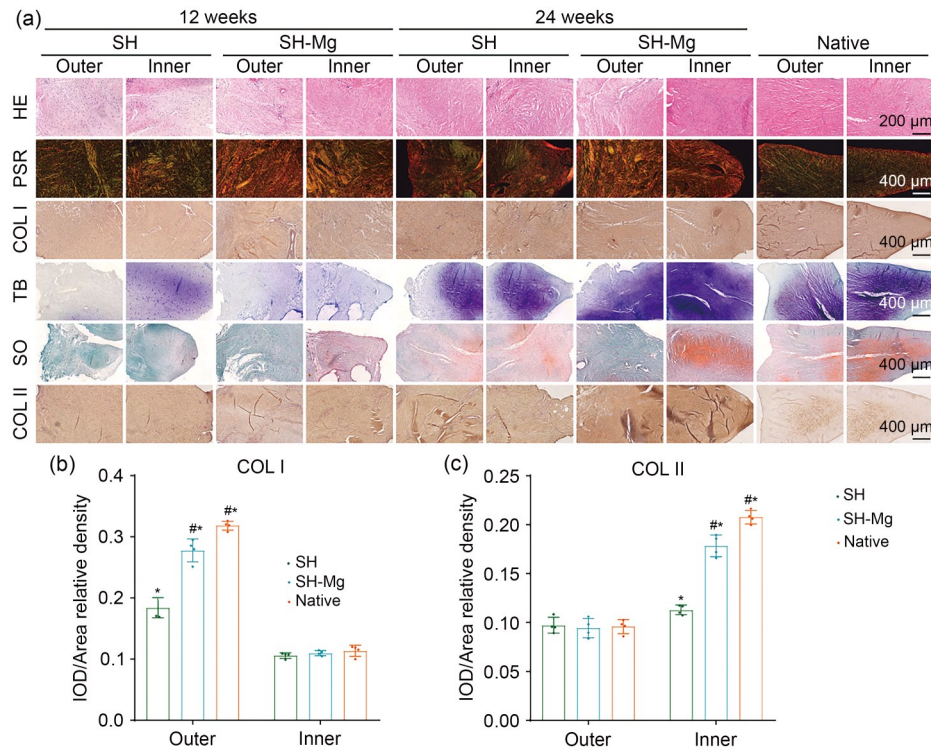 (a)
12 weeks 24 weeks
SH SH-Mg SH SH-Mg Native
Outer Inner Outer Inner Outer Inner Outer Inner Outer Inner
HE
200 μm
PSR
400 μm
COL I
400 μm
TB
400 μm
SO
400 μm
COL II
400 μm
(b)
COL I
IOD/Area relative density
0.4
0.3
0.2
0.1
0.0
*
#*
#*
SH
SH-Mg
Native
Outer Inner
(c)
COL II
IOD/Area relative density
0.25
0.20
0.15
0.10
0.05
0.00
*
#*
#*
SH
SH-Mg
Native
Outer Inner